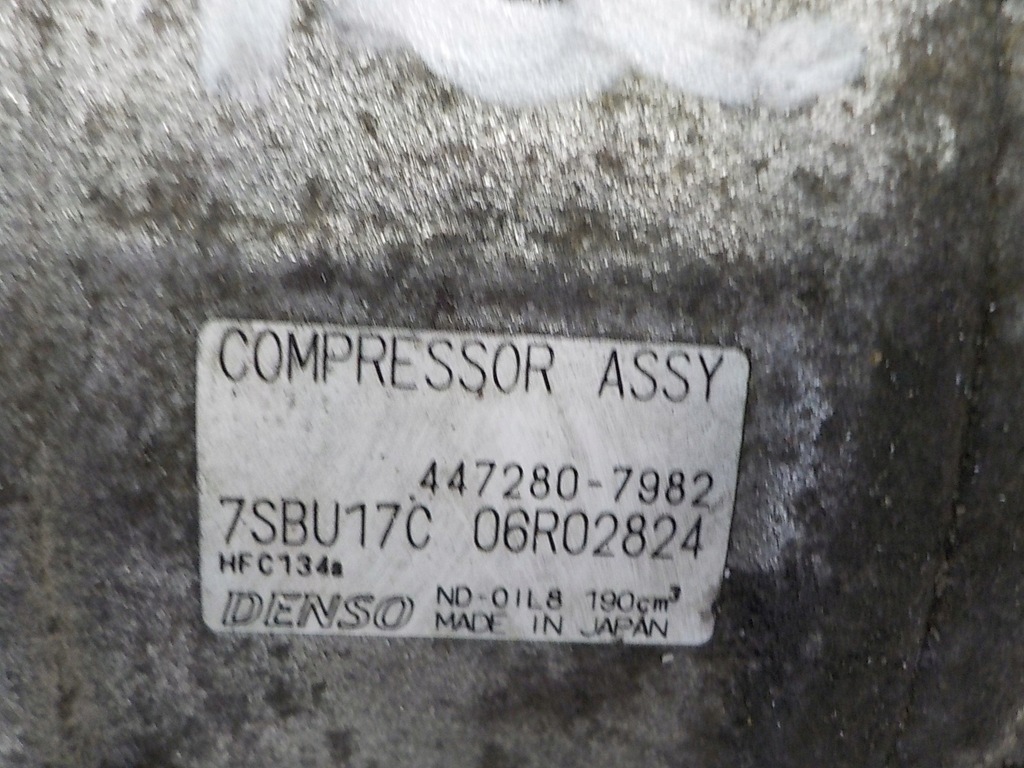 COMPRESSOR ASSY
447280-7982
7SBU17C 06R02824
HFC134a
DENSO ND-OIL8 190cm³
MADE IN JAPAN